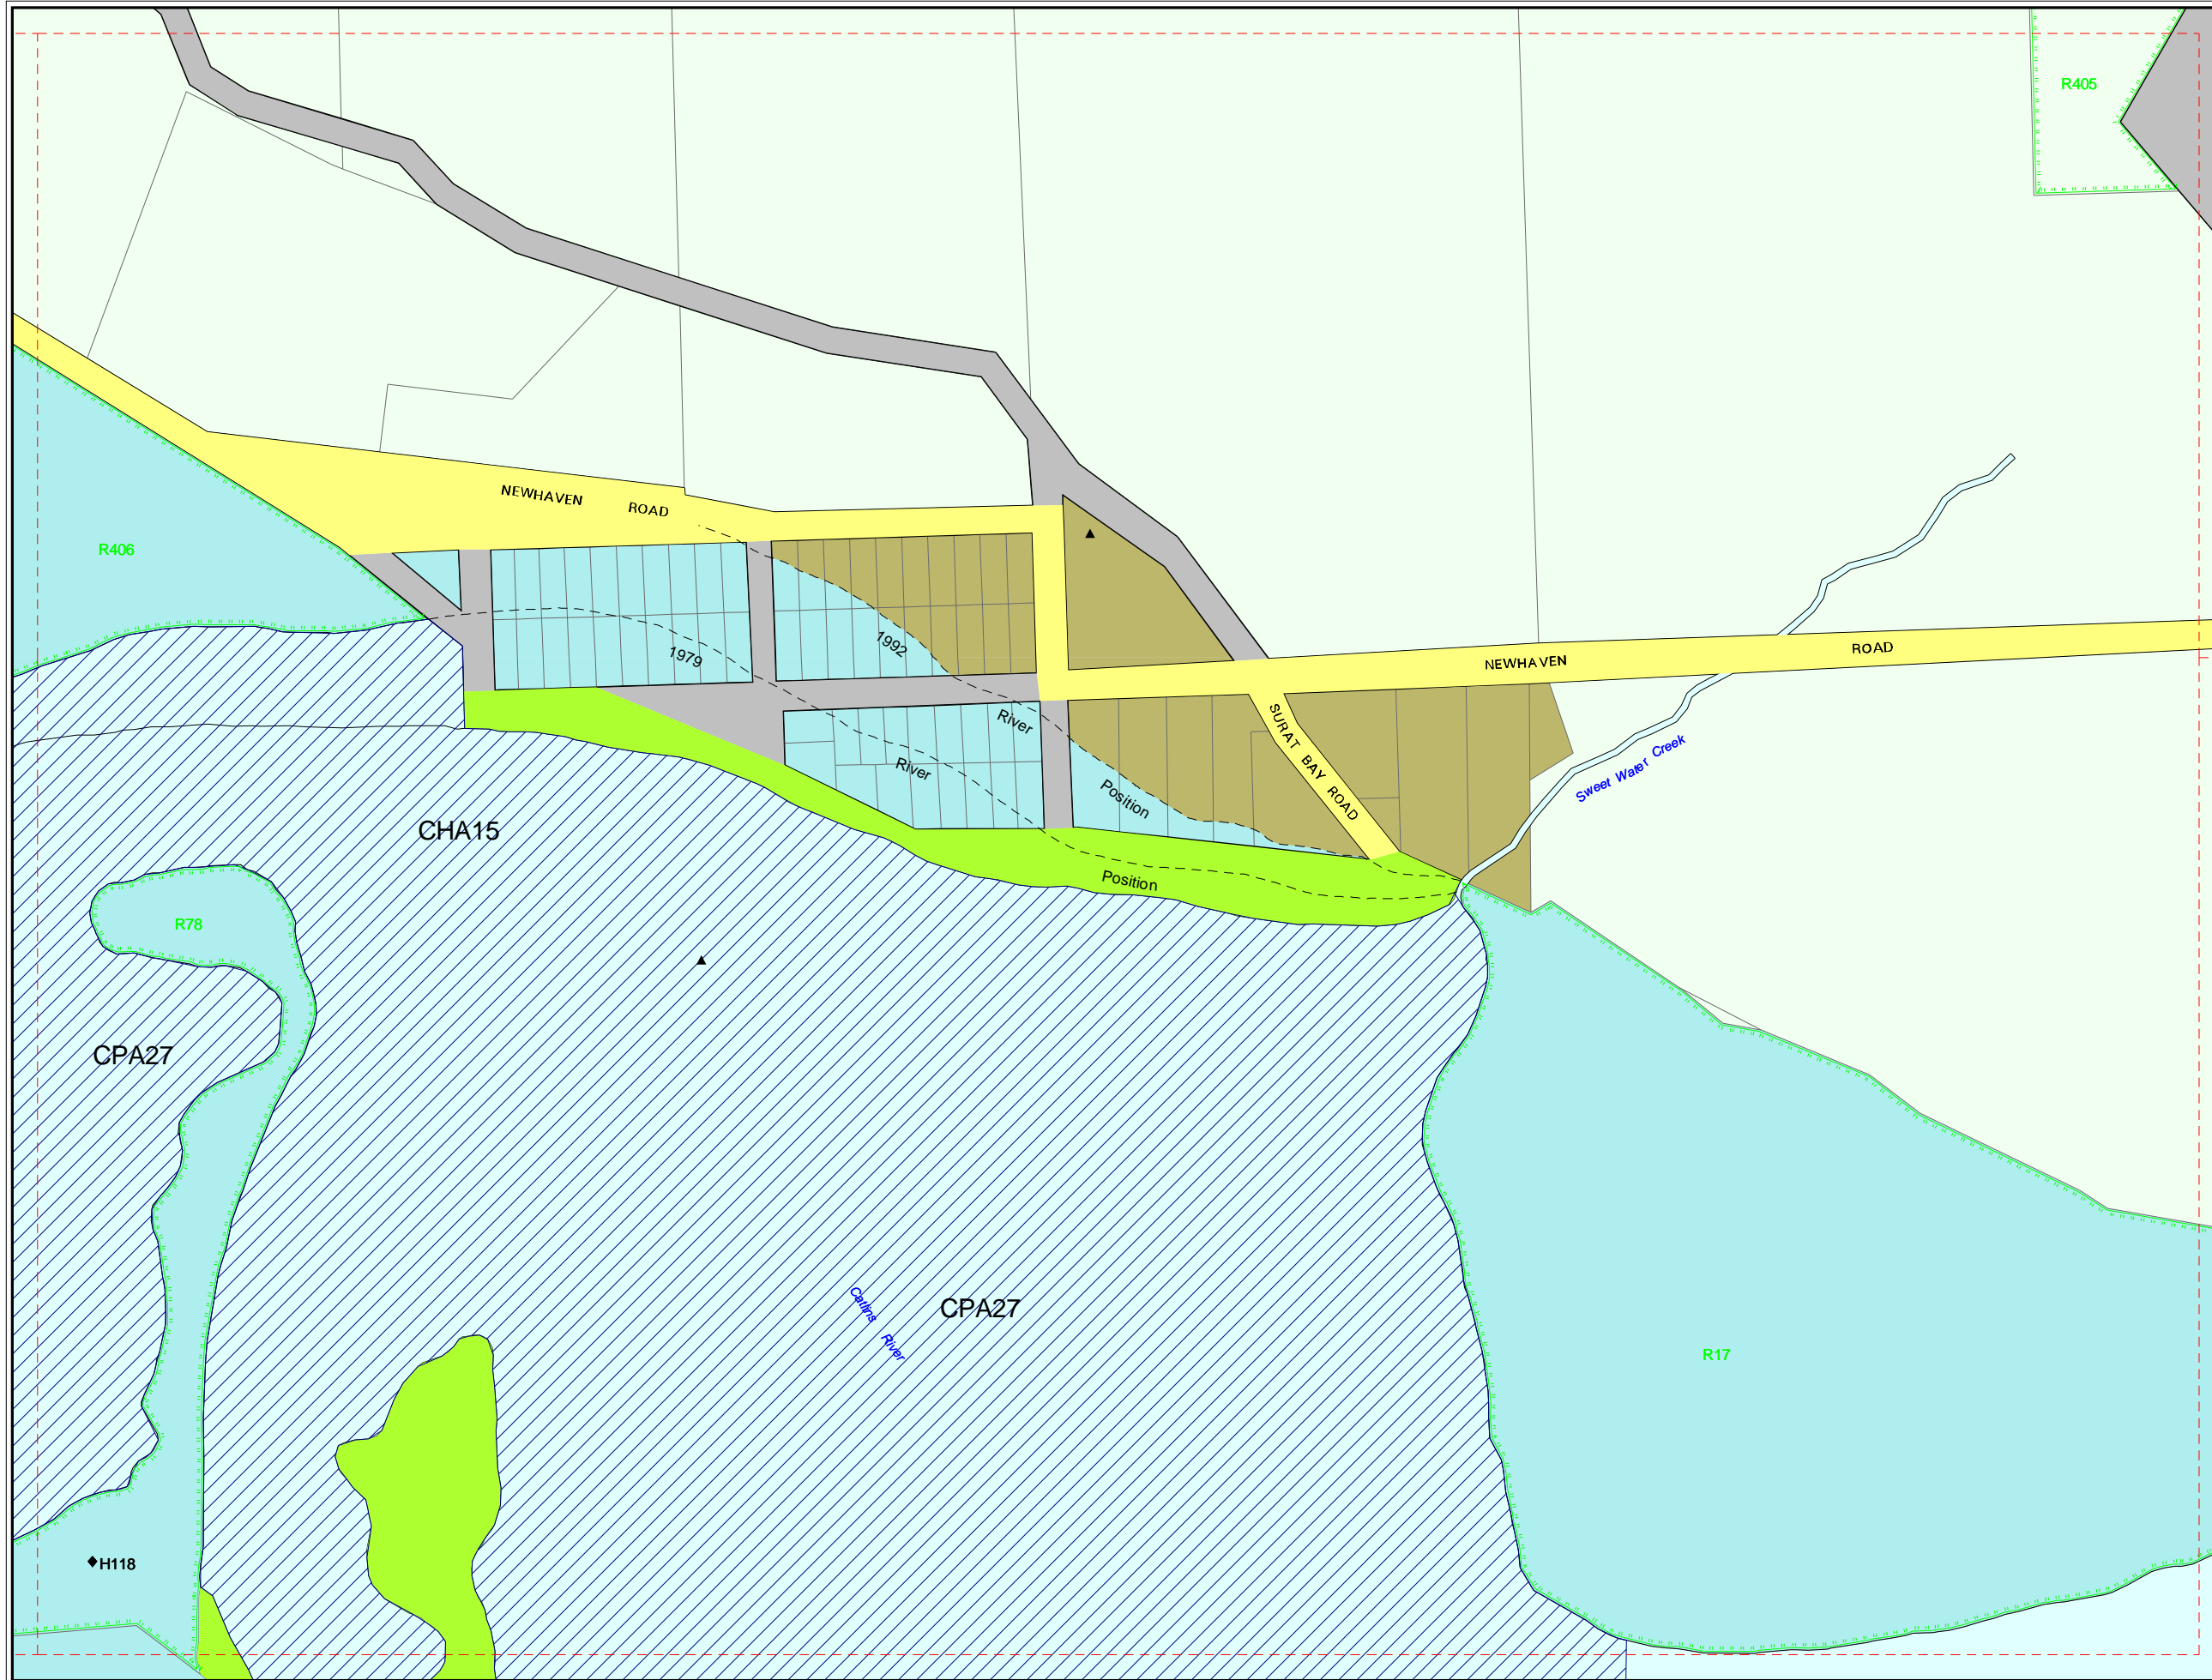 R405
NEWHAVEN ROAD
R406
1992
1979
NEWHAVEN ROAD
River
SURAT BAY ROAD
Sweet Water Creek
River
Position
CHA15
Position
R78
CPA27
CPA27
Catlins River
R17
H118